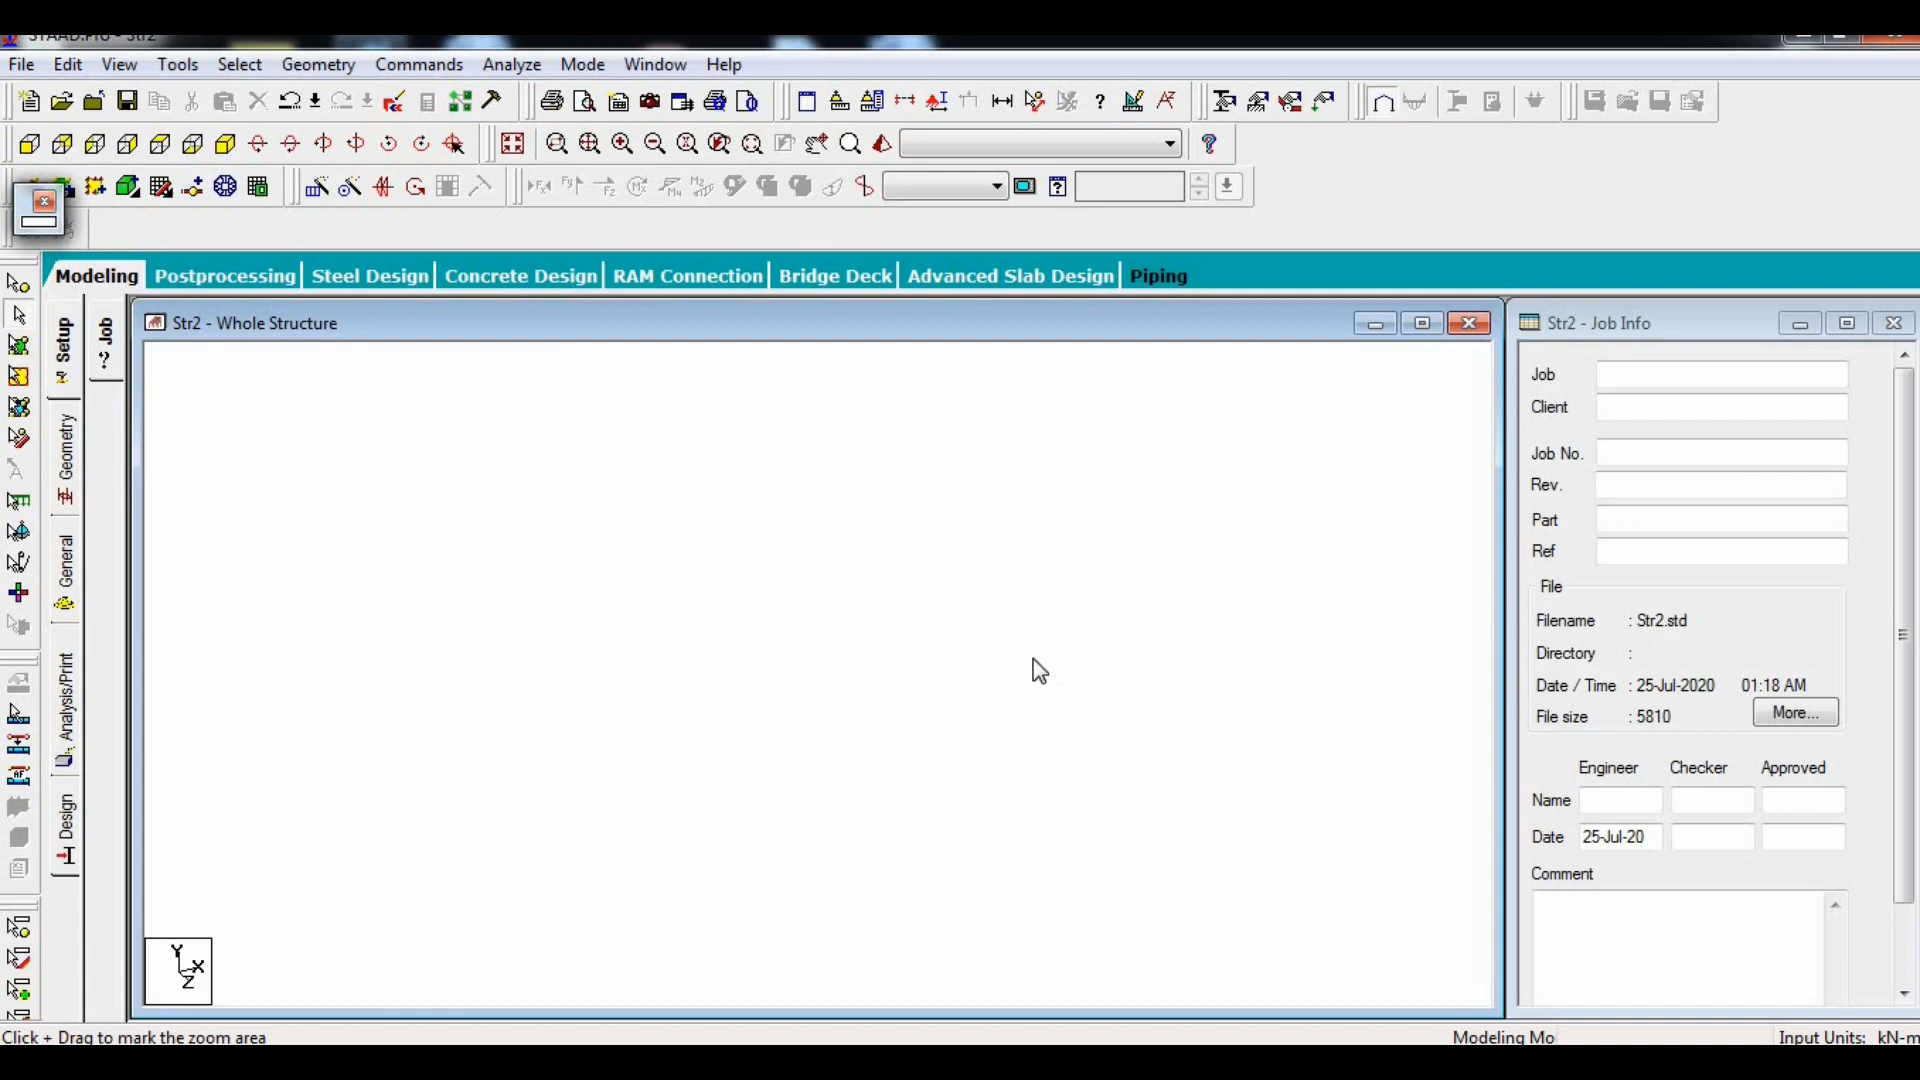 STAAD.Pro - Str2
File Edit View Tools Select Geometry Commands Analyze Mode Window Help
Modeling Postprocessing Steel Design Concrete Design RAM Connection Bridge Deck Advanced Slab Design Piping
Setup
Job
Geometry
General
Analysis/Print
Design
Str2 - Whole Structure
Y
X
Z
Str2 - Job Info
Job
Client
Job No.
Rev.
Part
Ref
File
Filename : Str2.std
Directory :
Date / Time : 25-Jul-2020 01:18 AM
File size : 5810
More...
Engineer Checker Approved
Name
Date 25-Jul-20
Comment
Click + Drag to mark the zoom area
Modeling Mo
Input Units: kN-m